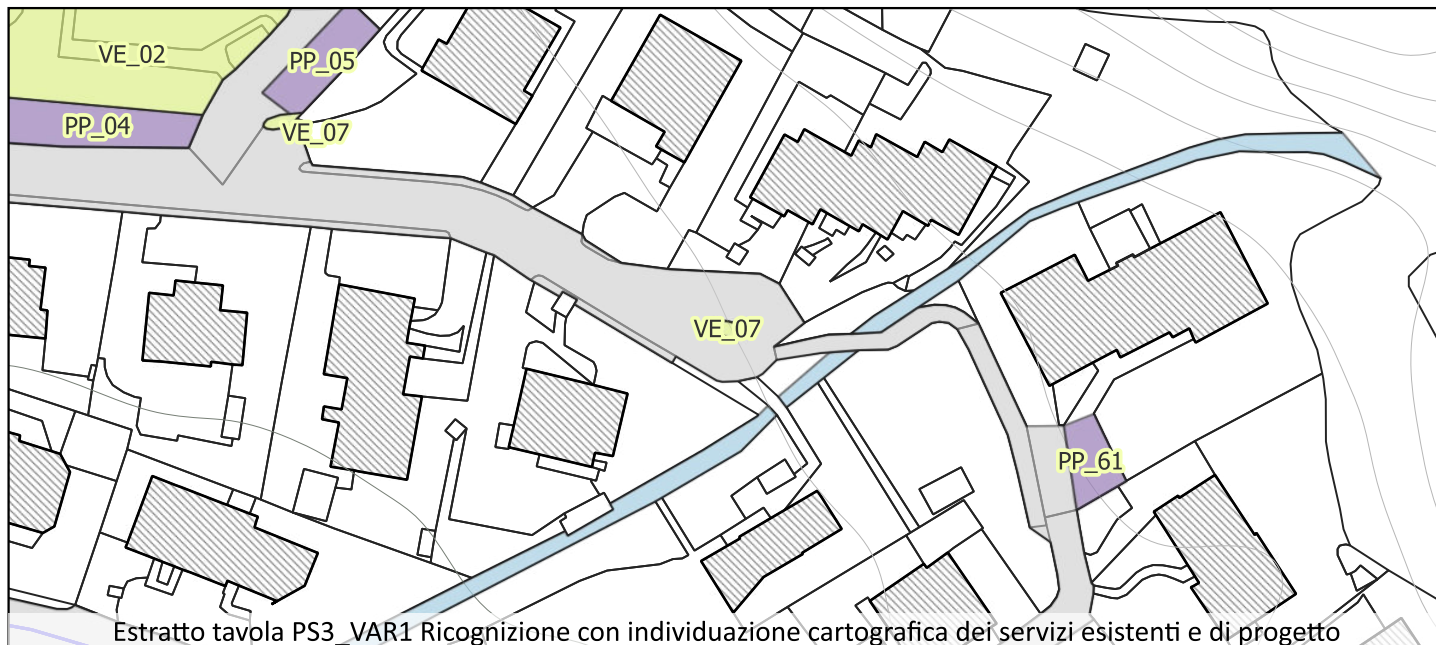 VE_02
PP_05
PP_04
VE_07
VE_07
PP_61
Estratto tavola PS3_VAR1 Ricognizione con individuazione cartografica dei servizi esistenti e di progetto